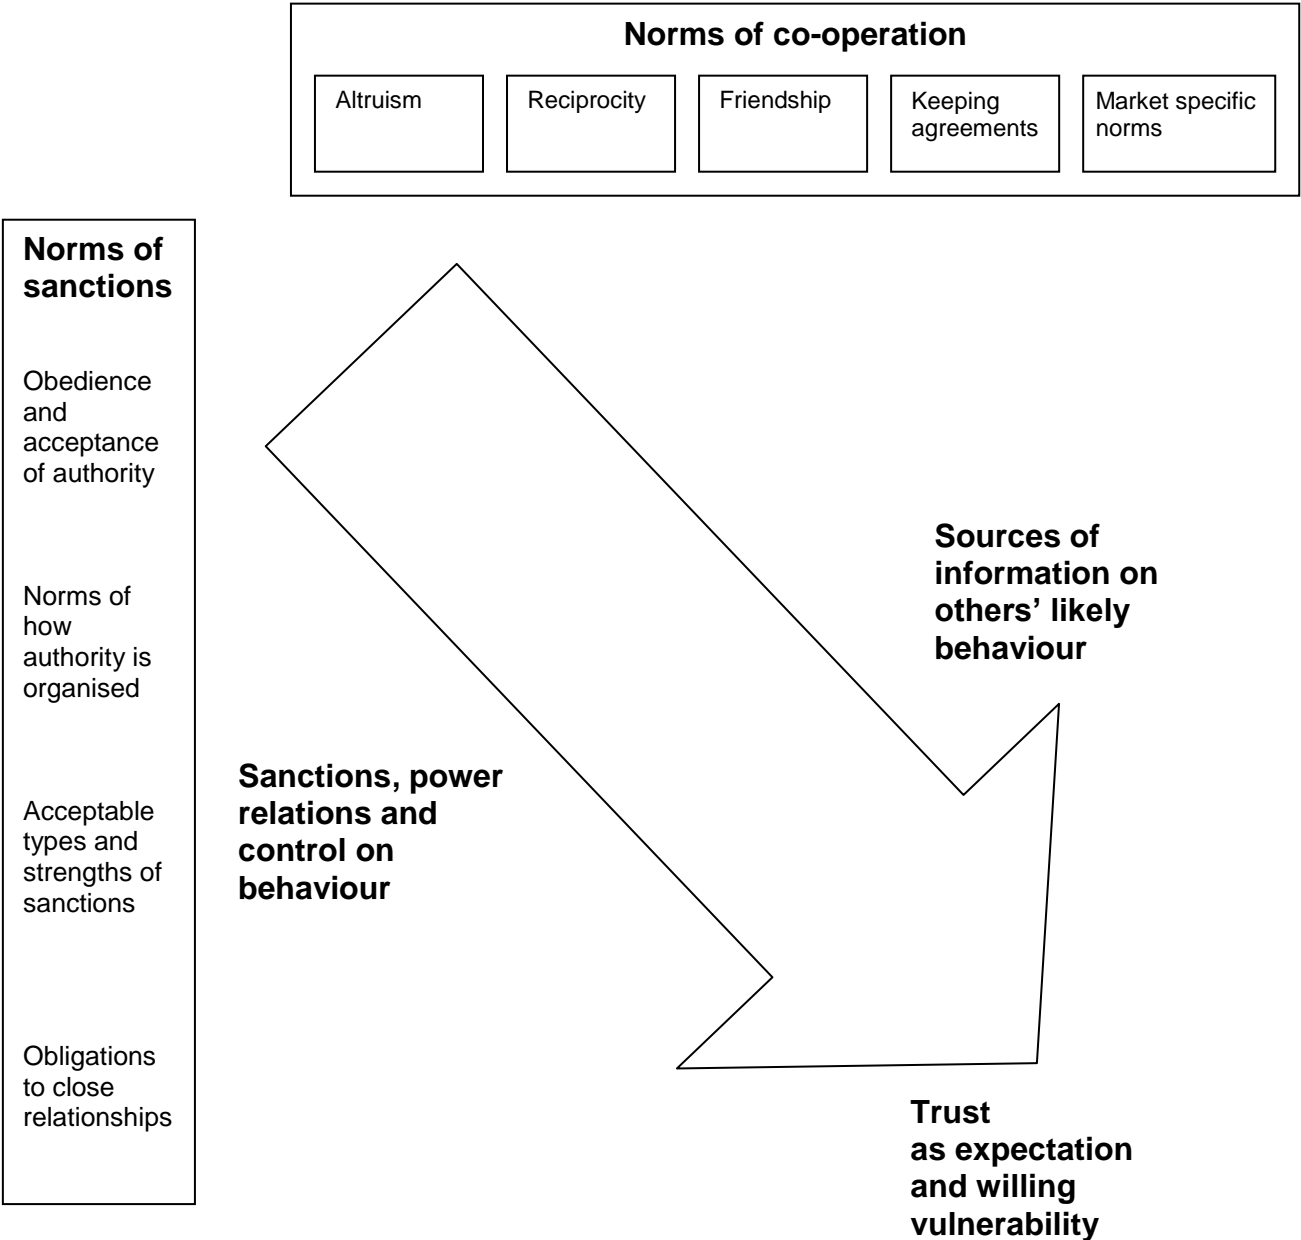 Norms of co-operation
Altruism
Reciprocity
Friendship
Keeping
agreements
Market specific
norms
Norms of
sanctions
Obedience
and
acceptance
of authority
Norms of
how
authority is
organised
Acceptable
types and
strengths of
sanctions
Obligations
to close
relationships
Sources of
information on
others’ likely
behaviour
Sanctions, power
relations and
control on
behaviour
Trust
as expectation
and willing
vulnerability